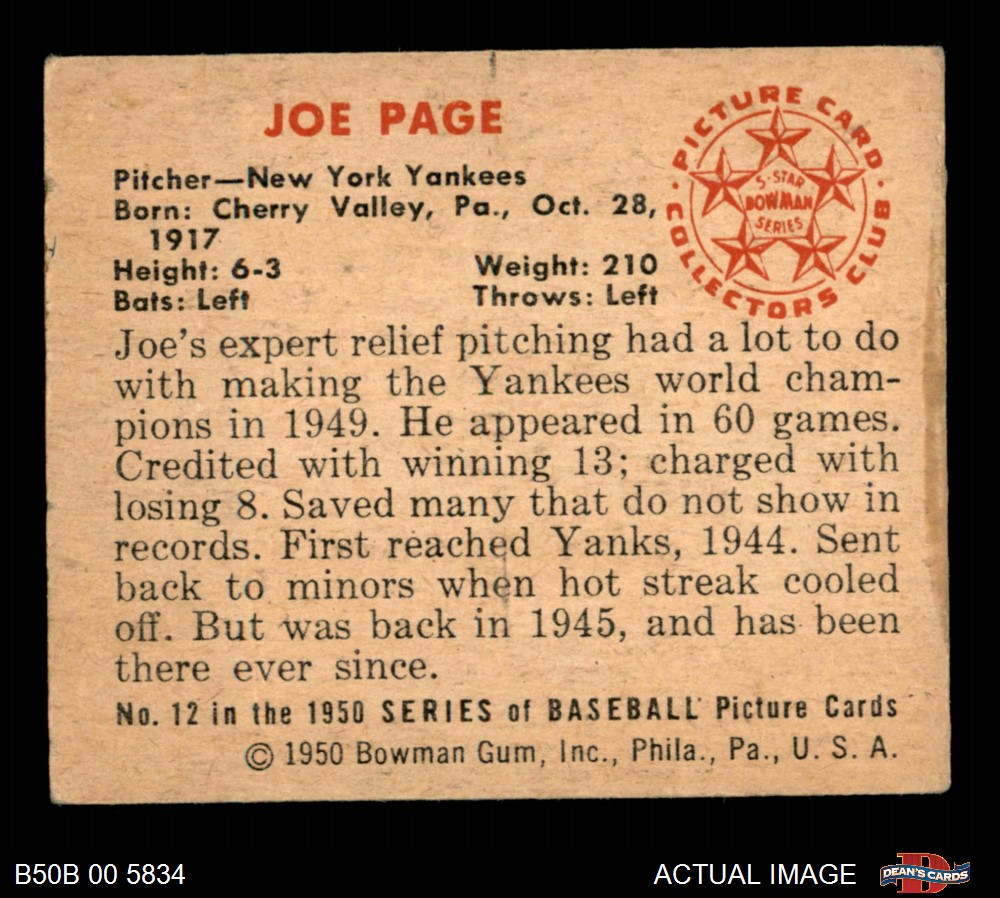 JOE PAGE
PICTURE CARD
COLLECTORS CLUB
5-STAR
BOWMAN
SERIES
Pitcher—New York Yankees
Born: Cherry Valley, Pa., Oct. 28,
1917
Height: 6-3 Weight: 210
Bats: Left Throws: Left
Joe's expert relief pitching had a lot to do
with making the Yankees world cham-
pions in 1949. He appeared in 60 games.
Credited with winning 13; charged with
losing 8. Saved many that do not show in
records. First reached Yanks, 1944. Sent
back to minors when hot streak cooled
off. But was back in 1945, and has been
there ever since.
No. 12 in the 1950 SERIES of BASEBALL Picture Cards
© 1950 Bowman Gum, Inc., Phila., Pa., U. S. A.
B50B 00 5834 ACTUAL IMAGE DEAN'S CARDS